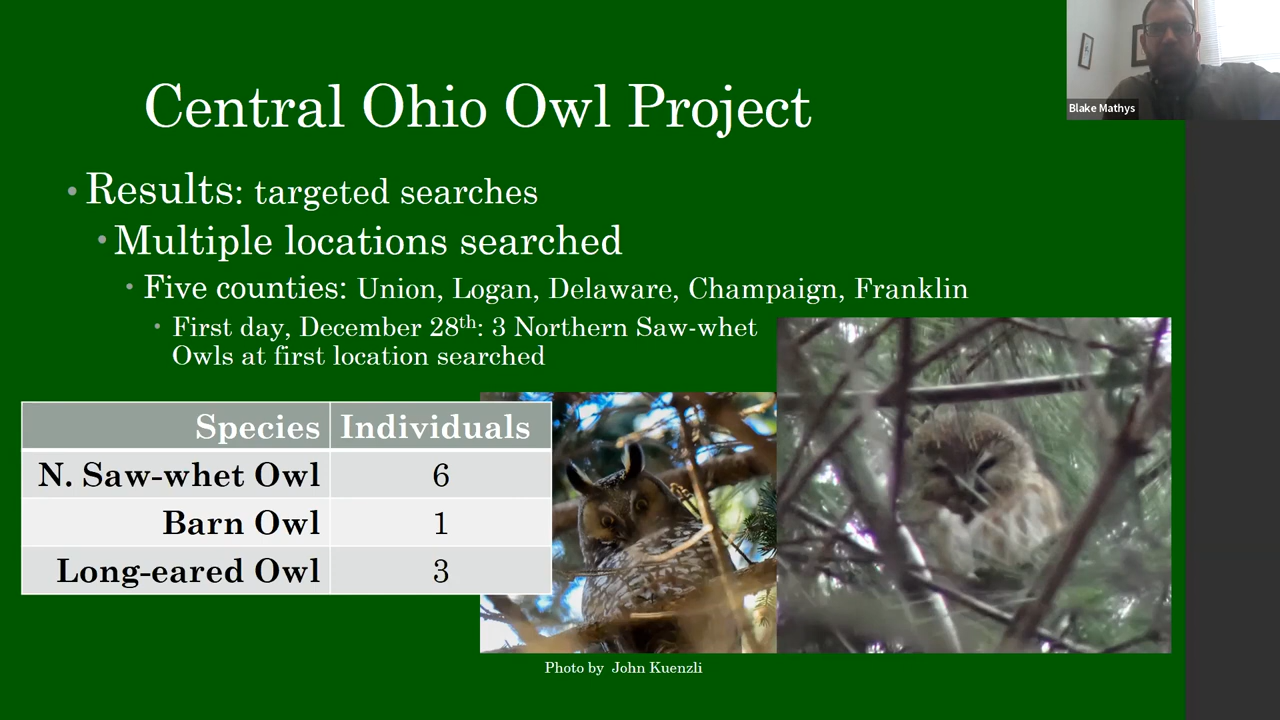 Central Ohio Owl Project
Blake Mathys
• Results: targeted searches
• Multiple locations searched
• Five counties: Union, Logan, Delaware, Champaign, Franklin
• First day, December 28th: 3 Northern Saw-whet
Owls at first location searched
Species Individuals
N. Saw-whet Owl 6
Barn Owl 1
Long-eared Owl 3
Photo by John Kuenzli